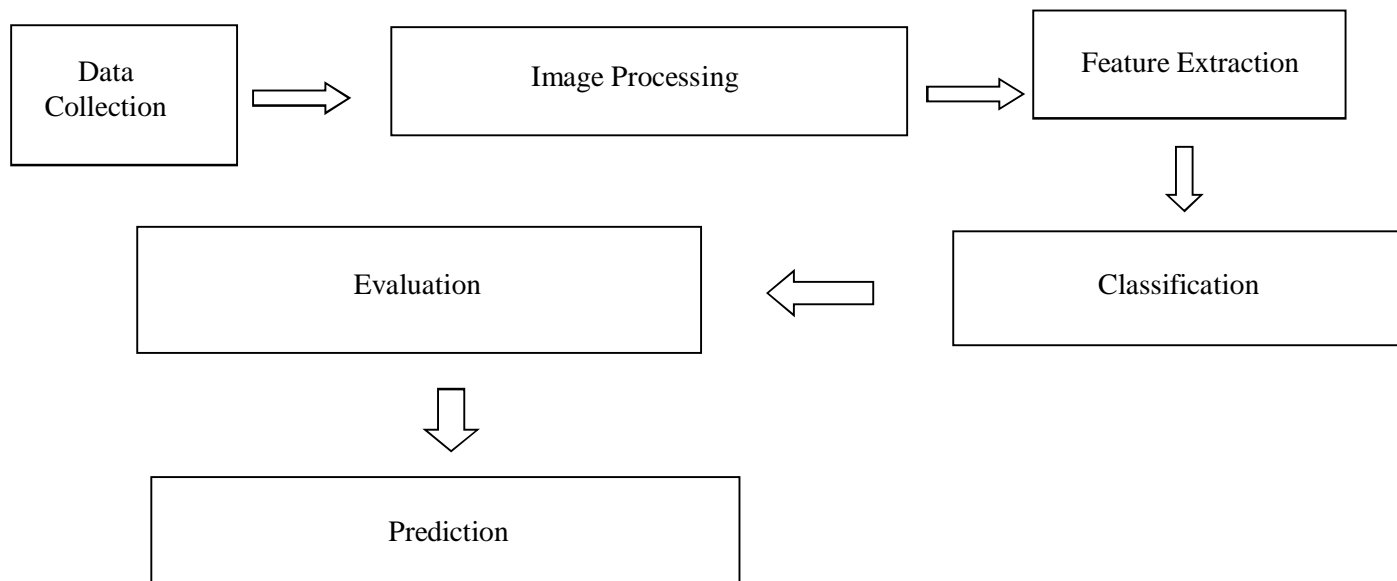 Data
Collection
Image Processing
Feature Extraction
Classification
Evaluation
Prediction